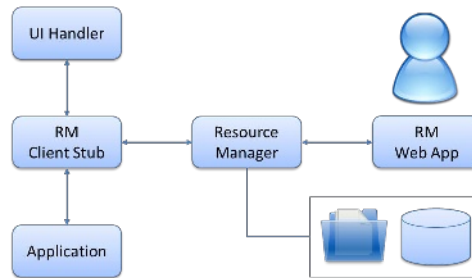 UI Handler
RM
Client Stub
Resource
Manager
RM
Web App
Application